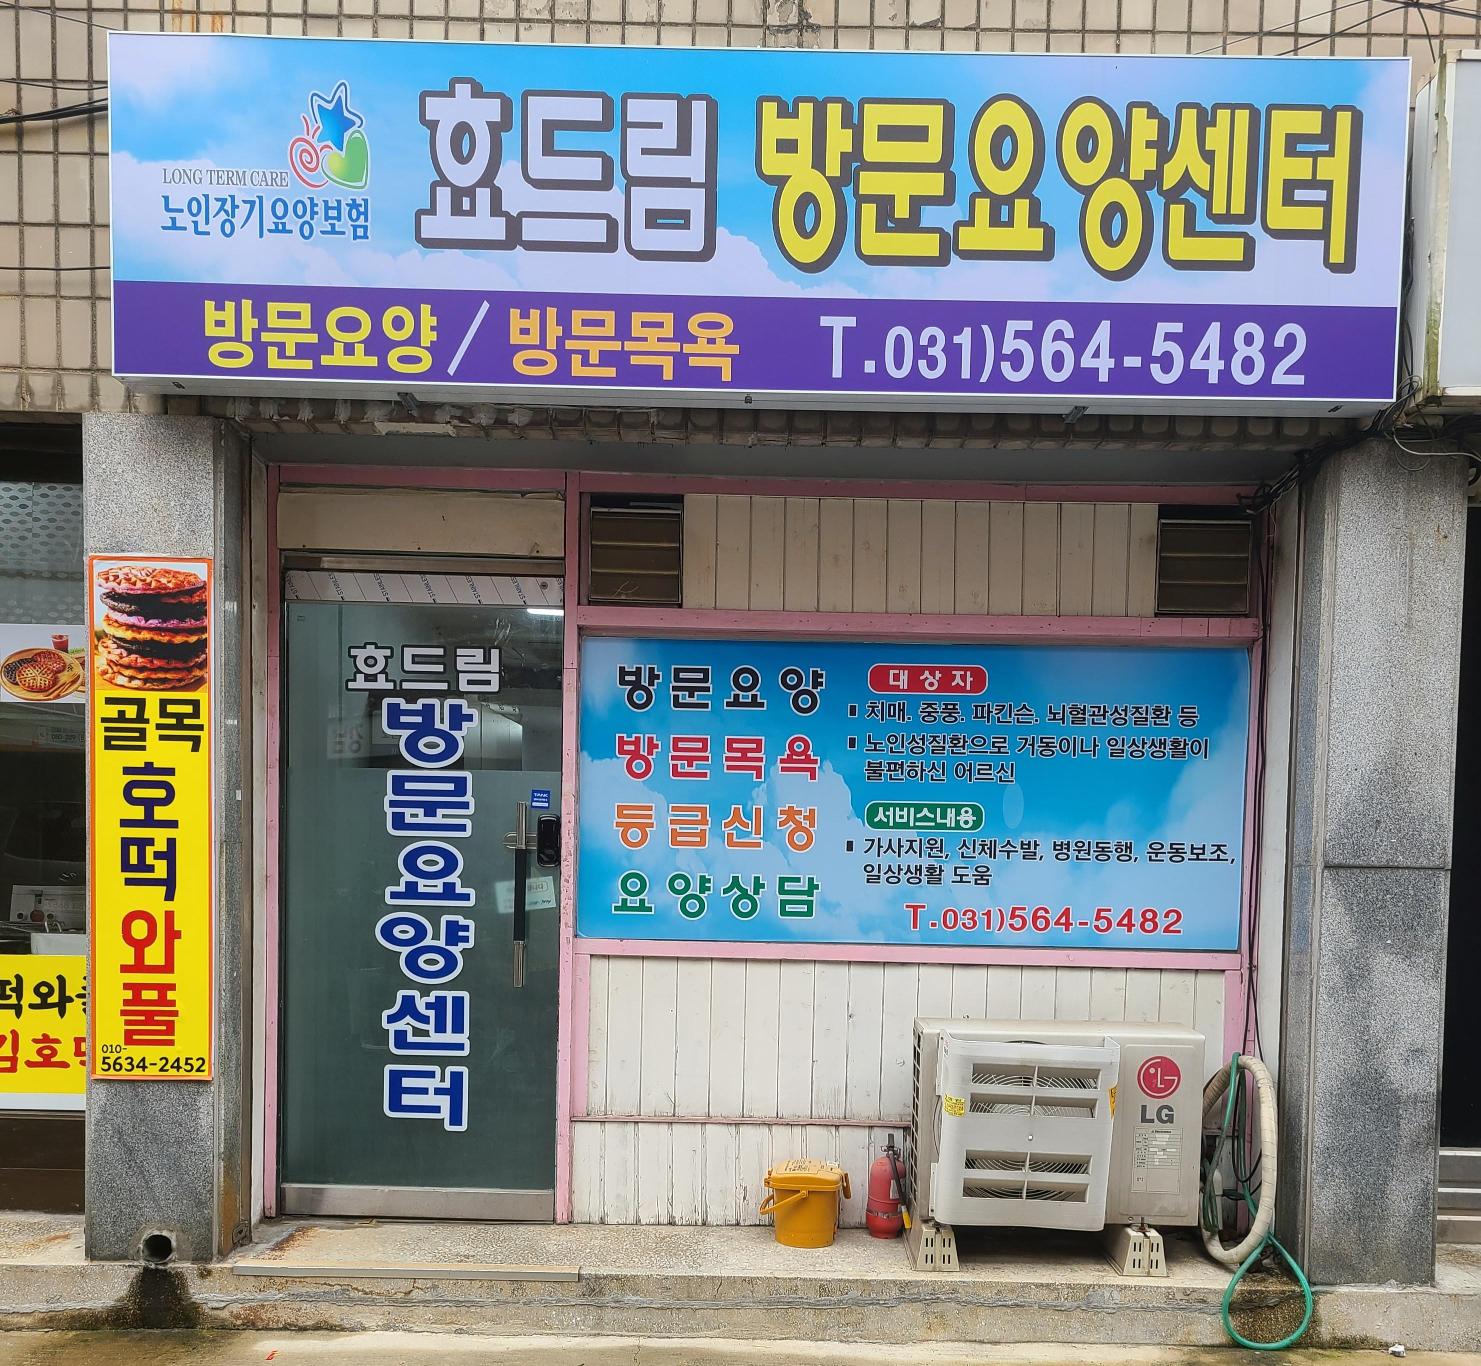 LONG TERM CARE
노인장기요양보험
효드림 방문요양센터
방문요양/방문목욕 T.031)564-5482
골목
호떡
와풀
010-
5634-2452
효드림
방문요양센터
TANK
방문요양
방문목욕
등급신청
요양상담
대상자
치매. 중풍. 파킨슨. 뇌혈관성질환 등
노인성질환으로 거동이나 일상생활이
불편하신 어르신
서비스내용
가사지원, 신체수발, 병원동행, 운동보조,
일상생활 도움
T.031)564-5482
LG
떡와
김호